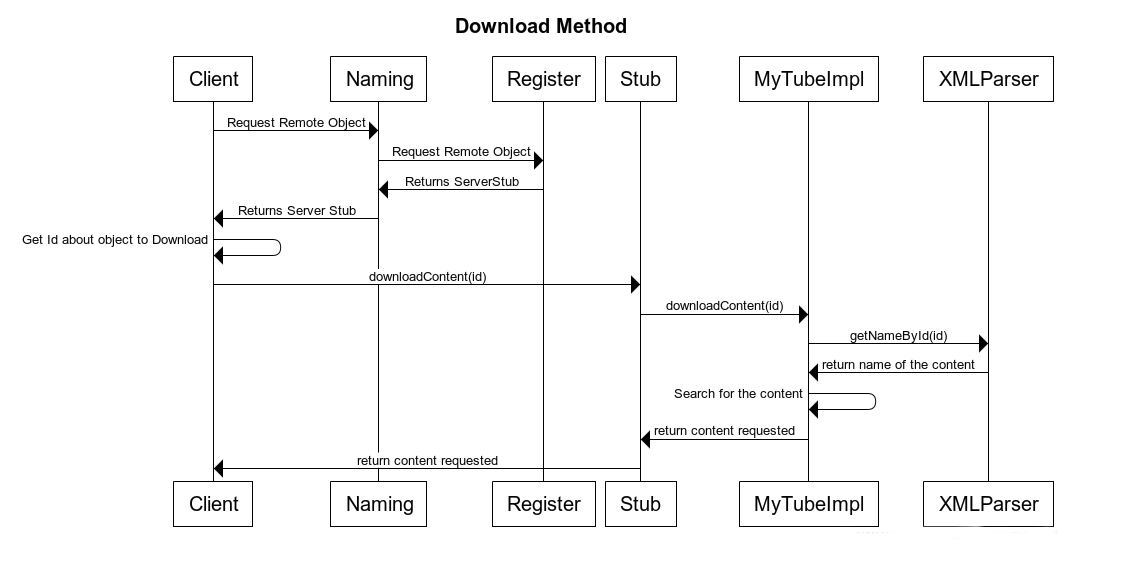 Download Method
Client Naming Register Stub MyTubeImpl XMLParser
Request Remote Object
Request Remote Object
Returns ServerStub
Returns Server Stub
Get Id about object to Download
downloadContent(id)
downloadContent(id)
getNameById(id)
return name of the content
Search for the content
return content requested
return content requested
Client Naming Register Stub MyTubeImpl XMLParser